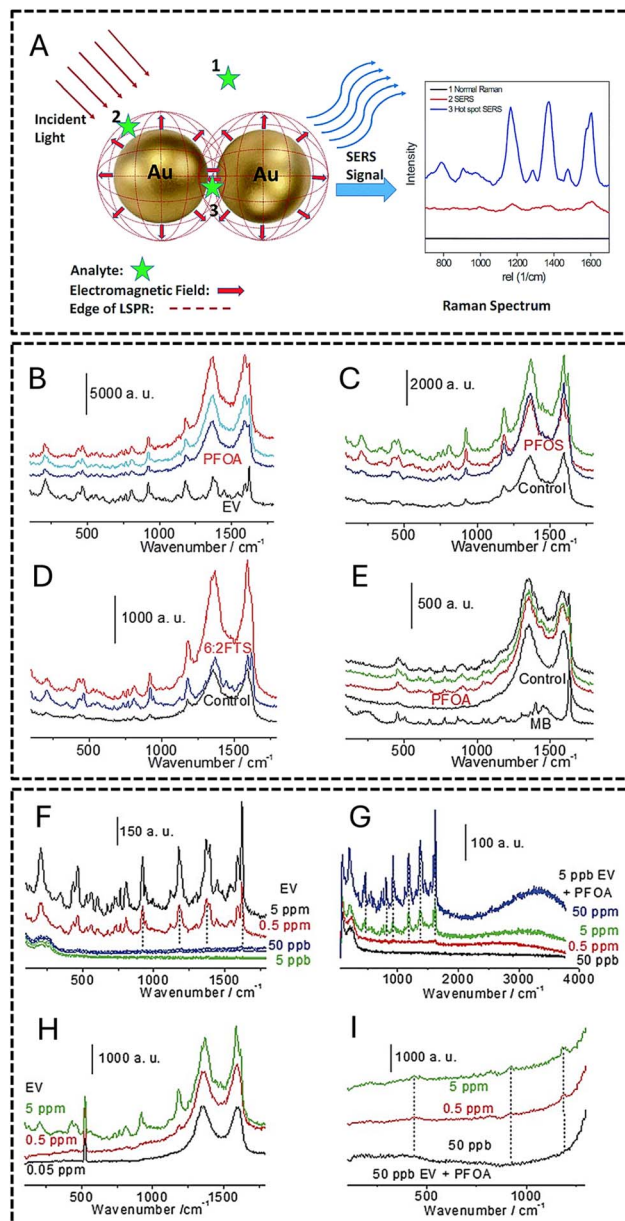 A
Incident
Light
1
2
3
Au
Au
SERS
Signal
Analyte:
Electromagnetic Field:
Edge of LSPR:
Intensity
1 Normal Raman
2 SERS
3 Hot spot SERS
800 1000 1200 1400 1600
rel (1/cm)
Raman Spectrum
B
5000 a. u.
PFOA
EV
500 1000 1500
Wavenumber / cm-1
C
2000 a. u.
PFOS
Control
500 1000 1500
Wavenumber / cm-1
D
1000 a. u.
6:2FTS
Control
500 1000 1500
Wavenumber / cm-1
E
500 a. u.
Control
PFOA
MB
500 1000 1500
Wavenumber / cm-1
F
150 a. u.
EV
5 ppm
0.5 ppm
50 ppb
5 ppb
500 1000 1500
Wavenumber /cm-1
G
100 a. u.
5 ppb EV
+ PFOA
50 ppm
5 ppm
0.5 ppm
50 ppb
1000 2000 3000 4000
Wavenumber /cm-1
H
1000 a. u.
EV
5 ppm
0.5 ppm
0.05 ppm
500 1000 1500
Wavenumber /cm-1
I
1000 a. u.
5 ppm
0.5 ppm
50 ppb
50 ppb EV + PFOA
500 1000
Wavenumber /cm-1